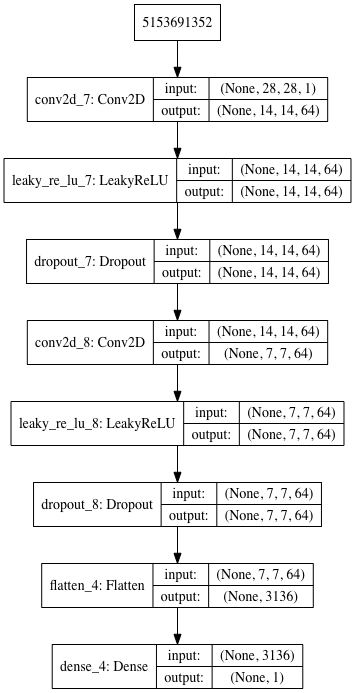 5153691352
conv2d_7: Conv2D
input: (None, 28, 28, 1)
output: (None, 14, 14, 64)
leaky_re_lu_7: LeakyReLU
input: (None, 14, 14, 64)
output: (None, 14, 14, 64)
dropout_7: Dropout
input: (None, 14, 14, 64)
output: (None, 14, 14, 64)
conv2d_8: Conv2D
input: (None, 14, 14, 64)
output: (None, 7, 7, 64)
leaky_re_lu_8: LeakyReLU
input: (None, 7, 7, 64)
output: (None, 7, 7, 64)
dropout_8: Dropout
input: (None, 7, 7, 64)
output: (None, 7, 7, 64)
flatten_4: Flatten
input: (None, 7, 7, 64)
output: (None, 3136)
dense_4: Dense
input: (None, 3136)
output: (None, 1)